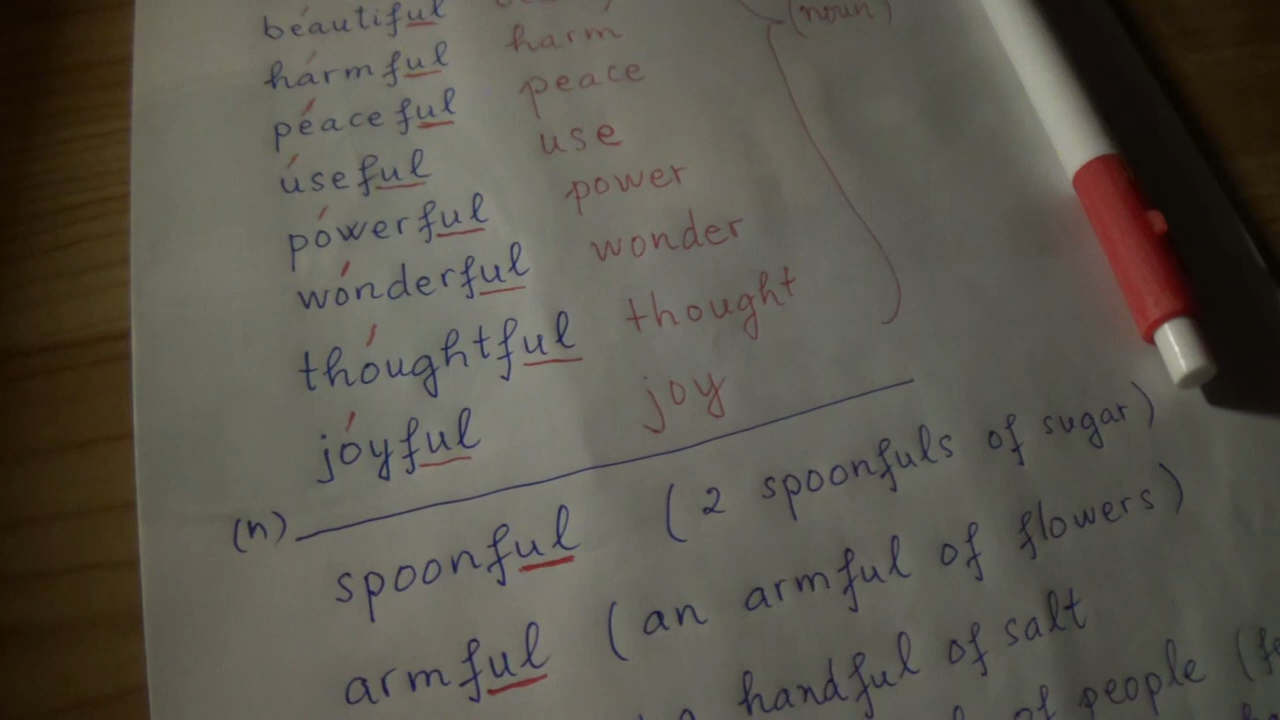 beautiful (noun)
harmful harm
peaceful peace
useful use
powerful power
wonderful wonder
thoughtful thought
joyful joy
(n)
spoonful (2 spoonfuls of sugar)
armful (an armful of flowers)
handful of salt
of people